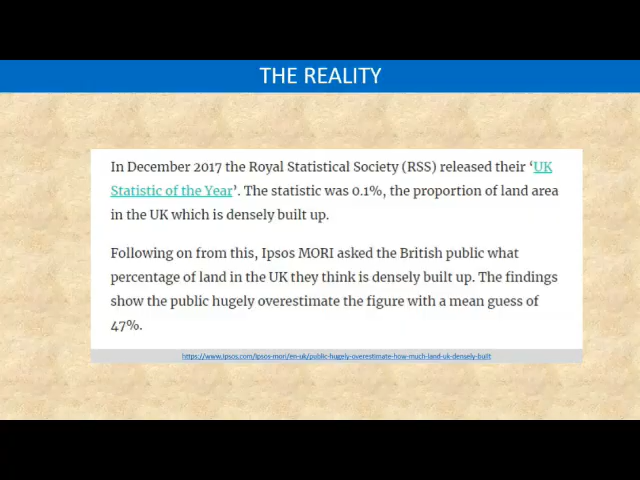 THE REALITY
In December 2017 the Royal Statistical Society (RSS) released their ‘UK
Statistic of the Year’. The statistic was 0.1%, the proportion of land area
in the UK which is densely built up.
Following on from this, Ipsos MORI asked the British public what
percentage of land in the UK they think is densely built up. The findings
show the public hugely overestimate the figure with a mean guess of
47%.
https://www.ipsos.com/ipsos-mori/en-uk/public-hugely-overestimate-how-much-land-uk-densely-built